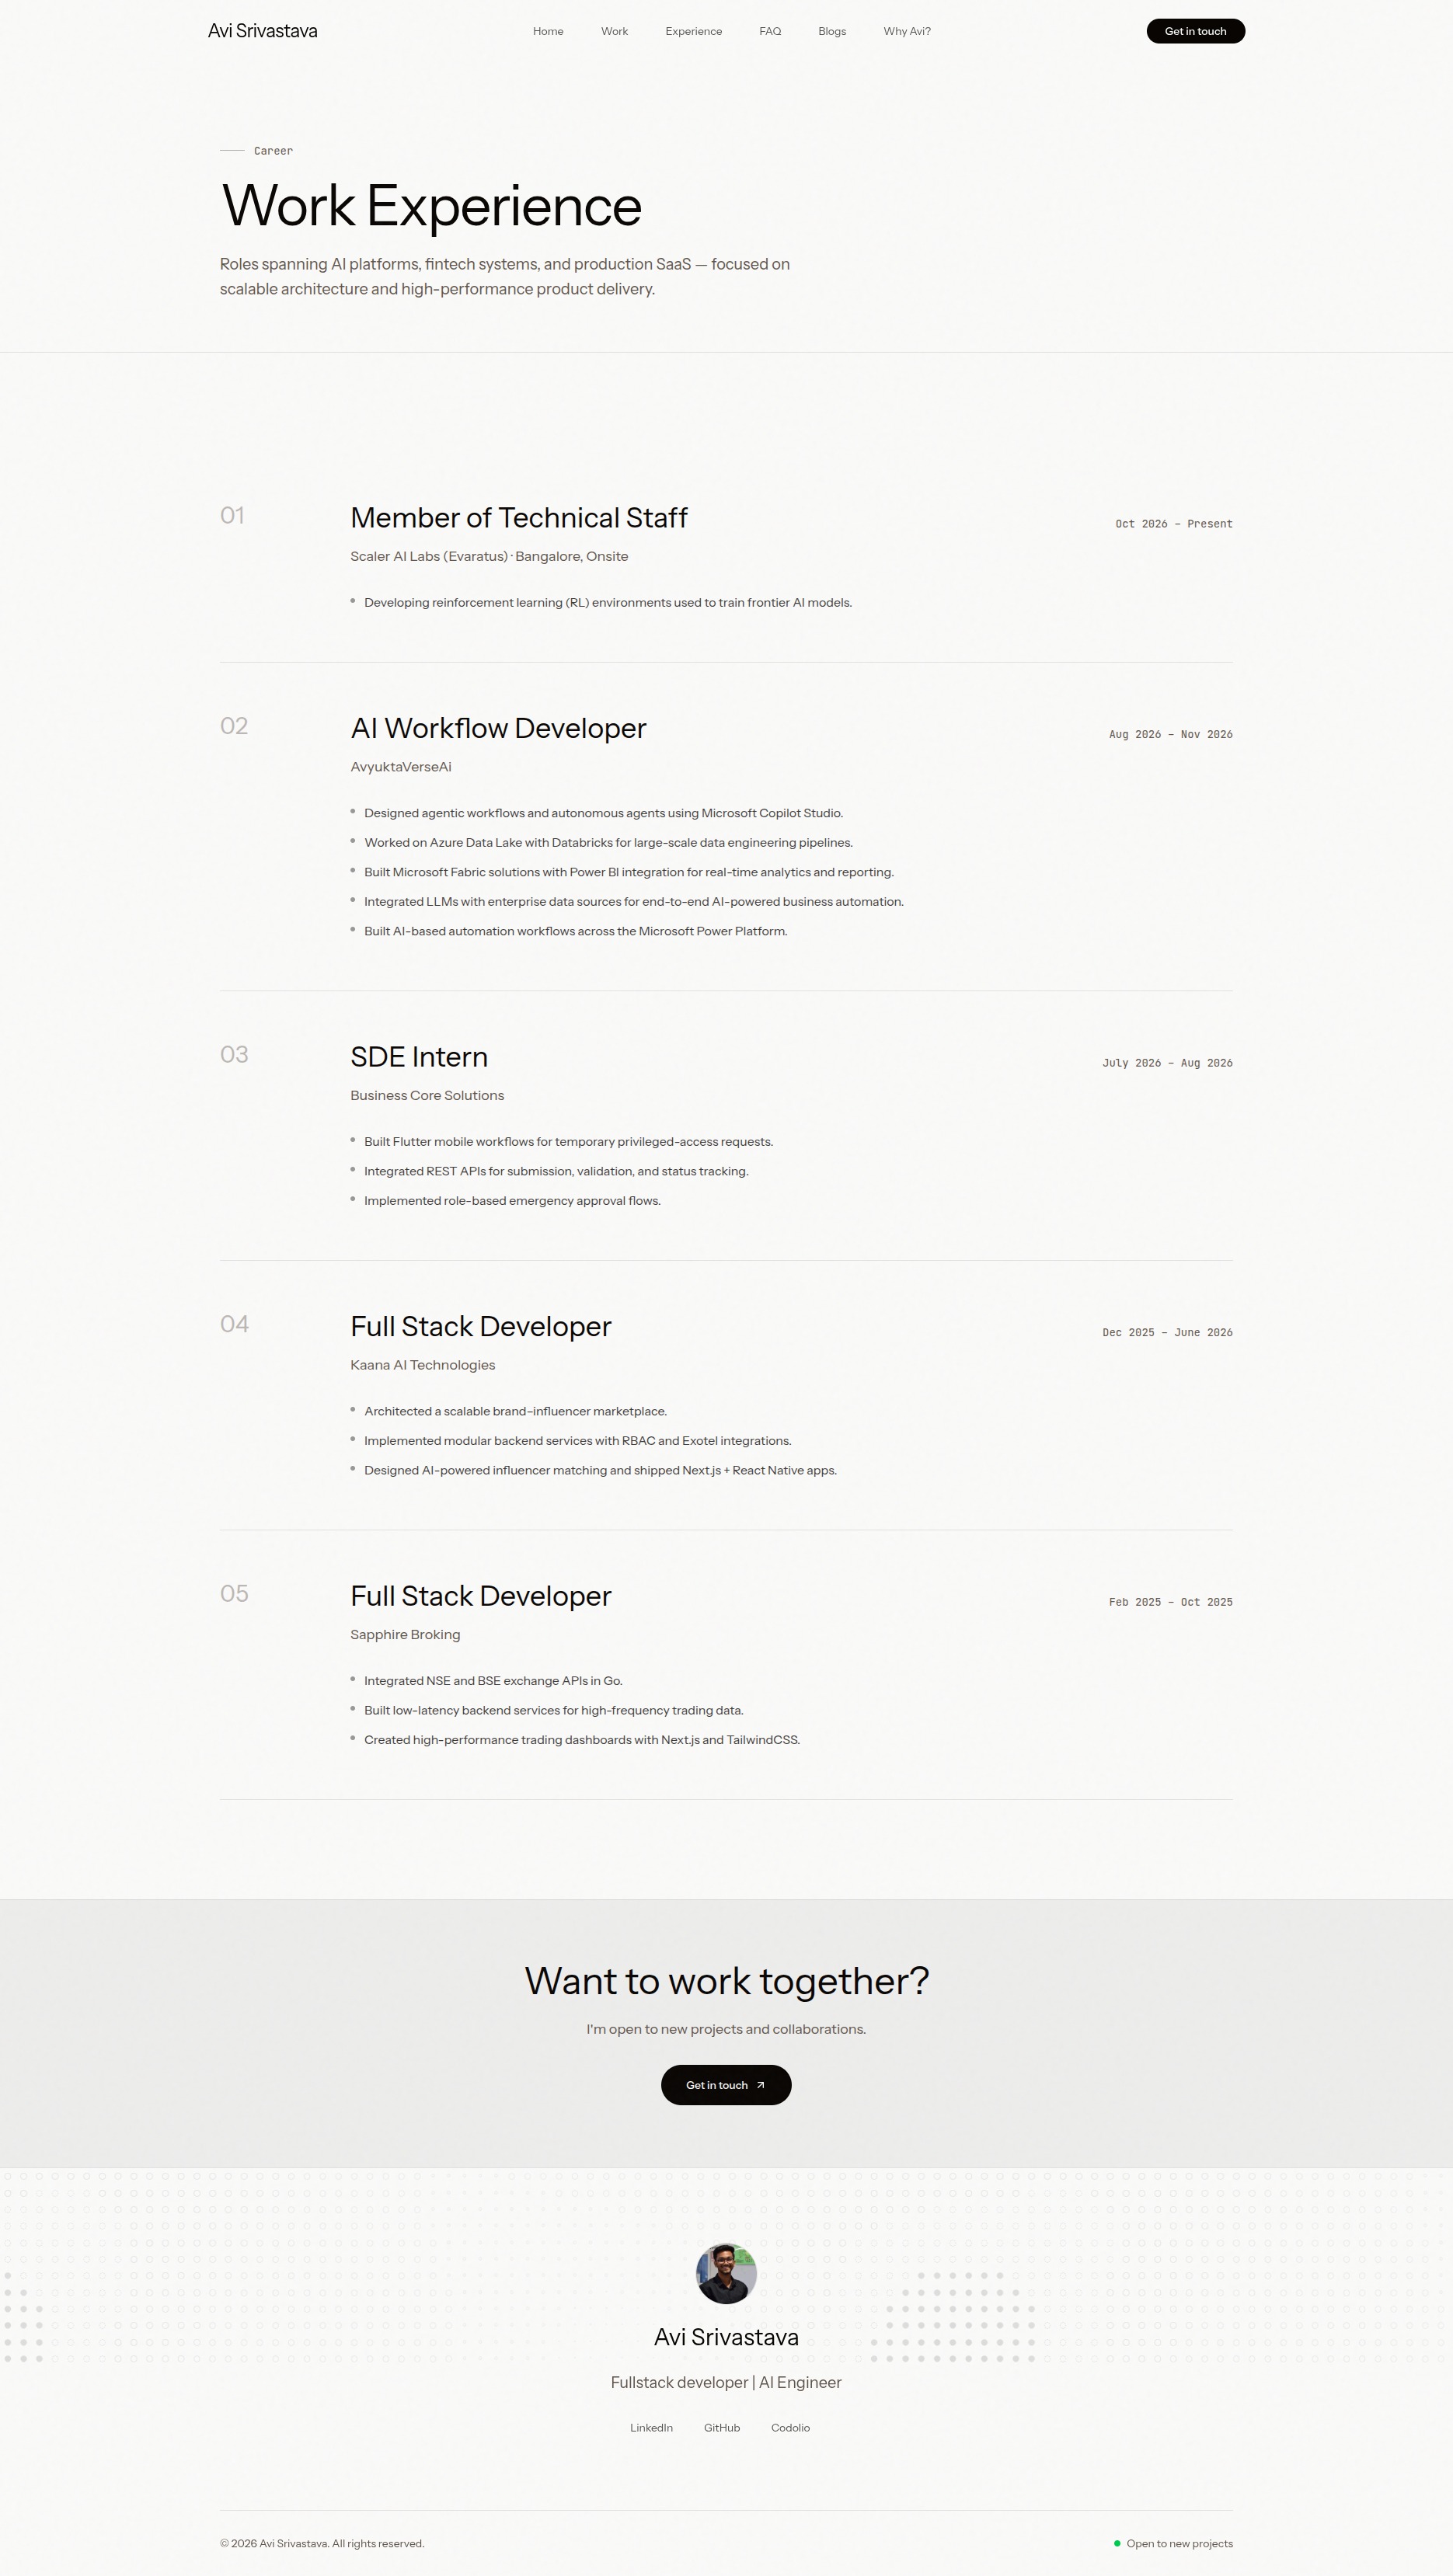 Avi Srivastava
Home
Work
Experience
FAQ
Blogs
Why Avi?
Get in touch
Career
Work Experience
Roles spanning AI platforms, fintech systems, and production SaaS — focused on
scalable architecture and high-performance product delivery.
01
Member of Technical Staff
Oct 2026 – Present
Scaler AI Labs (Evaratus) · Bangalore, Onsite
Developing reinforcement learning (RL) environments used to train frontier AI models.
02
AI Workflow Developer
Aug 2026 – Nov 2026
AvyuktaVerseAi
Designed agentic workflows and autonomous agents using Microsoft Copilot Studio.
Worked on Azure Data Lake with Databricks for large-scale data engineering pipelines.
Built Microsoft Fabric solutions with Power BI integration for real-time analytics and reporting.
Integrated LLMs with enterprise data sources for end-to-end AI-powered business automation.
Built AI-based automation workflows across the Microsoft Power Platform.
03
SDE Intern
July 2026 – Aug 2026
Business Core Solutions
Built Flutter mobile workflows for temporary privileged-access requests.
Integrated REST APIs for submission, validation, and status tracking.
Implemented role-based emergency approval flows.
04
Full Stack Developer
Dec 2025 – June 2026
Kaana AI Technologies
Architected a scalable brand–influencer marketplace.
Implemented modular backend services with RBAC and Exotel integrations.
Designed AI-powered influencer matching and shipped Next.js + React Native apps.
05
Full Stack Developer
Feb 2025 – Oct 2025
Sapphire Broking
Integrated NSE and BSE exchange APIs in Go.
Built low-latency backend services for high-frequency trading data.
Created high-performance trading dashboards with Next.js and TailwindCSS.
Want to work together?
I'm open to new projects and collaborations.
Get in touch
Avi Srivastava
Fullstack developer | AI Engineer
LinkedIn
GitHub
Codolio
© 2026 Avi Srivastava. All rights reserved.
Open to new projects